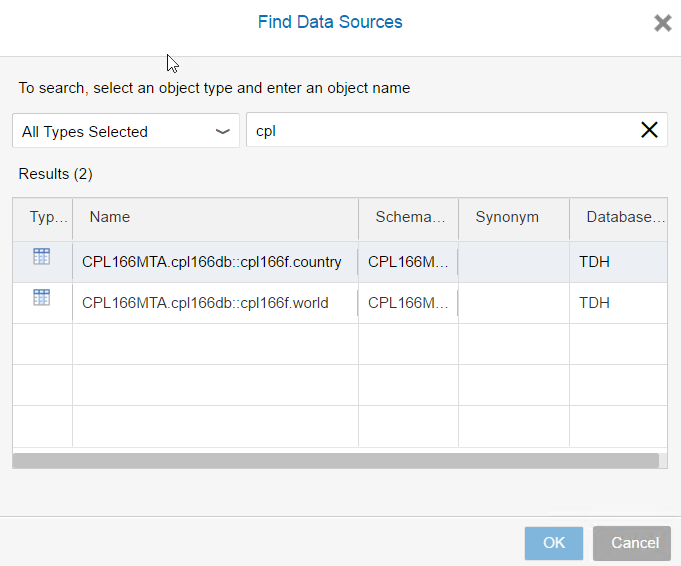 Find Data Sources
To search, select an object type and enter an object name
All Types Selected cpl
Results (2)
Typ... Name Schema... Synonym Database...
CPL166MTA.cpl166db::cpl166f.country CPL166M... TDH
CPL166MTA.cpl166db::cpl166f.world CPL166M... TDH
OK Cancel